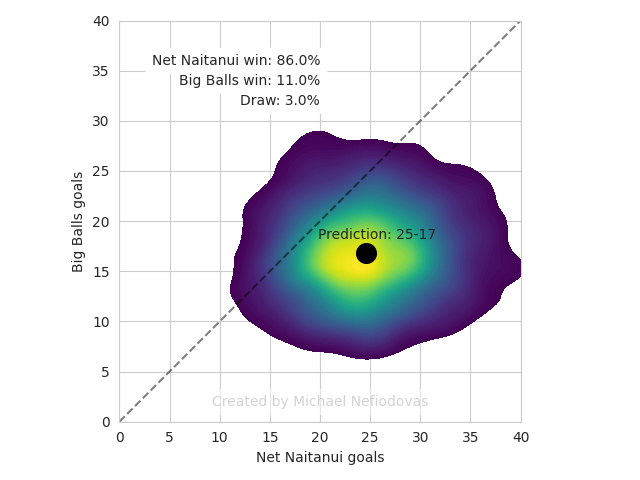 40
35
30
25
20
15
10
5
0
Big Balls goals
Net Naitanui win: 86.0%
Big Balls win: 11.0%
Draw: 3.0%
Prediction: 25-17
Created by Michael Nefiodovas
0 5 10 15 20 25 30 35 40
Net Naitanui goals